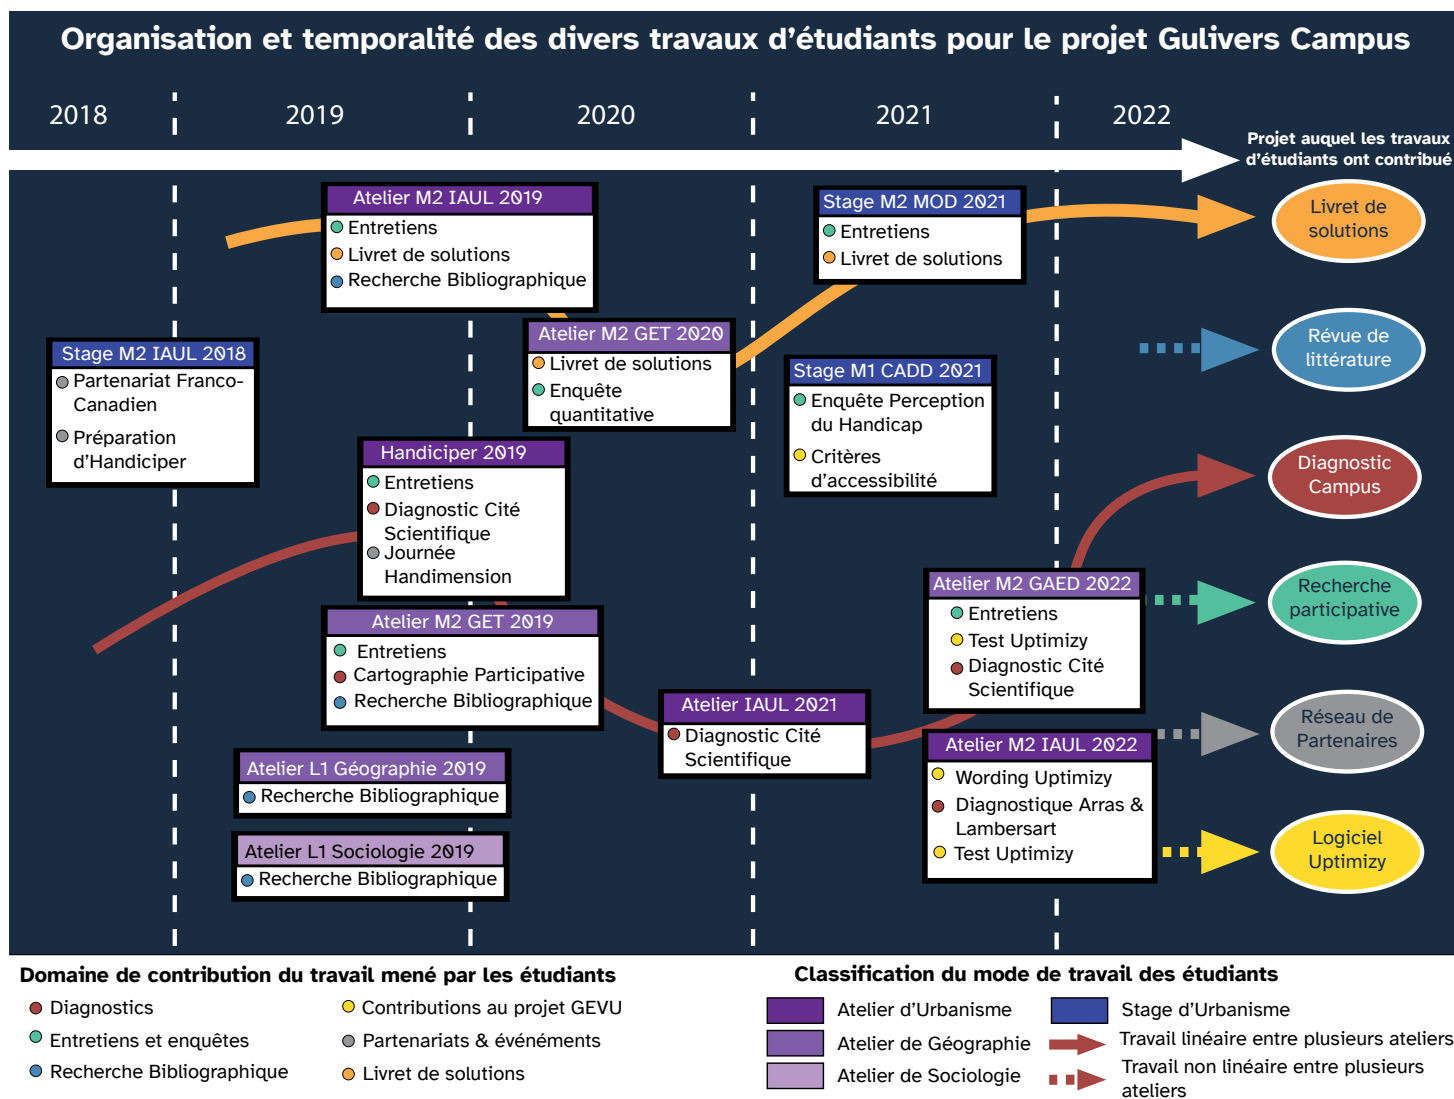 Organisation et temporalité des divers travaux d'étudiants pour le projet Gulivers Campus
2018
2019
2020
2021
2022
Projet auquel les travaux
d'étudiants ont contribué
Atelier M2 IAUL 2019
Entretiens
Livret de solutions
Recherche Bibliographique
Stage M2 MOD 2021
Entretiens
Livret de solutions
Livret de
solutions
Stage M2 IAUL 2018
Partenariat Franco-
Canadien
Préparation
d'Handiciper
Atelier M2 GET 2020
Livret de solutions
Enquête
quantitative
Stage M1 CADD 2021
Enquête Perception
du Handicap
Critères
d'accessibilité
Révue de
littérature
Handiciper 2019
Entretiens
Diagnostic Cité
Scientifique
Journée
Handimension
Diagnostic
Campus
Atelier M2 GET 2019
Entretiens
Cartographie Participative
Recherche Bibliographique
Atelier M2 GAED 2022
Entretiens
Test Uptimizy
Diagnostic Cité
Scientifique
Recherche
participative
Atelier IAUL 2021
Diagnostic Cité
Scientifique
Réseau de
Partenaires
Atelier L1 Géographie 2019
Recherche Bibliographique
Atelier M2 IAUL 2022
Wording Uptimizy
Diagnostique Arras &
Lambersart
Test Uptimizy
Atelier L1 Sociologie 2019
Recherche Bibliographique
Logiciel
Uptimizy
Domaine de contribution du travail mené par les étudiants
Diagnostics
Entretiens et enquêtes
Recherche Bibliographique
Contributions au projet GEVU
Partenariats & événéments
Livret de solutions
Classification du mode de travail des étudiants
Atelier d'Urbanisme
Atelier de Géographie
Atelier de Sociologie
Stage d'Urbanisme
Travail linéaire entre plusieurs ateliers
Travail non linéaire entre plusieurs
ateliers